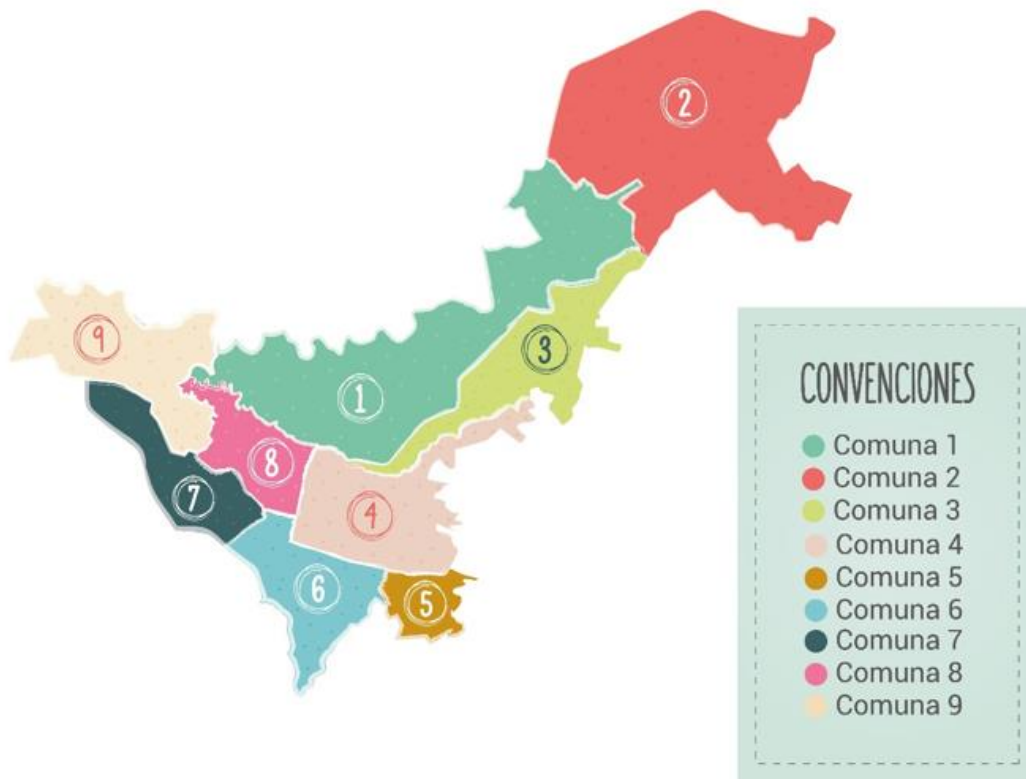 2
9
3
1
8
7
4
6
5
CONVENCIONES
Comuna 1
Comuna 2
Comuna 3
Comuna 4
Comuna 5
Comuna 6
Comuna 7
Comuna 8
Comuna 9